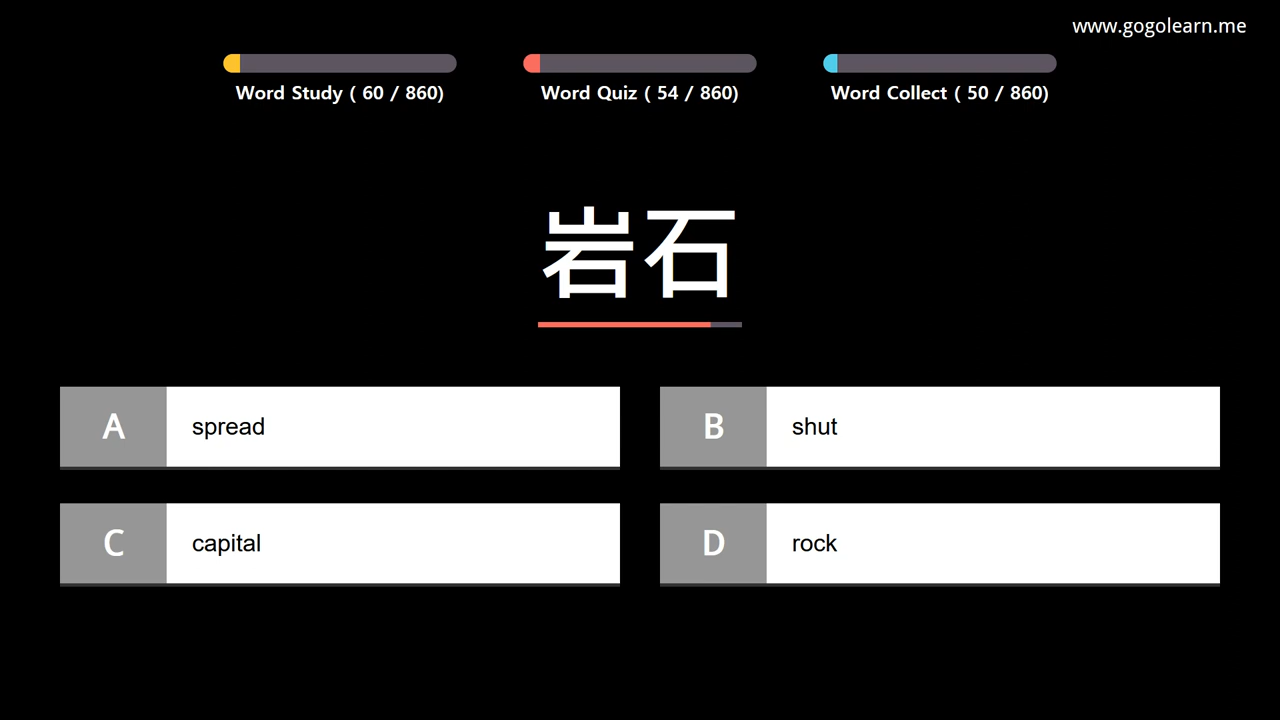 www.gogolearn.me
Word Study ( 60 / 860)
Word Quiz ( 54 / 860)
Word Collect ( 50 / 860)
岩石
A spread
B shut
C capital
D rock